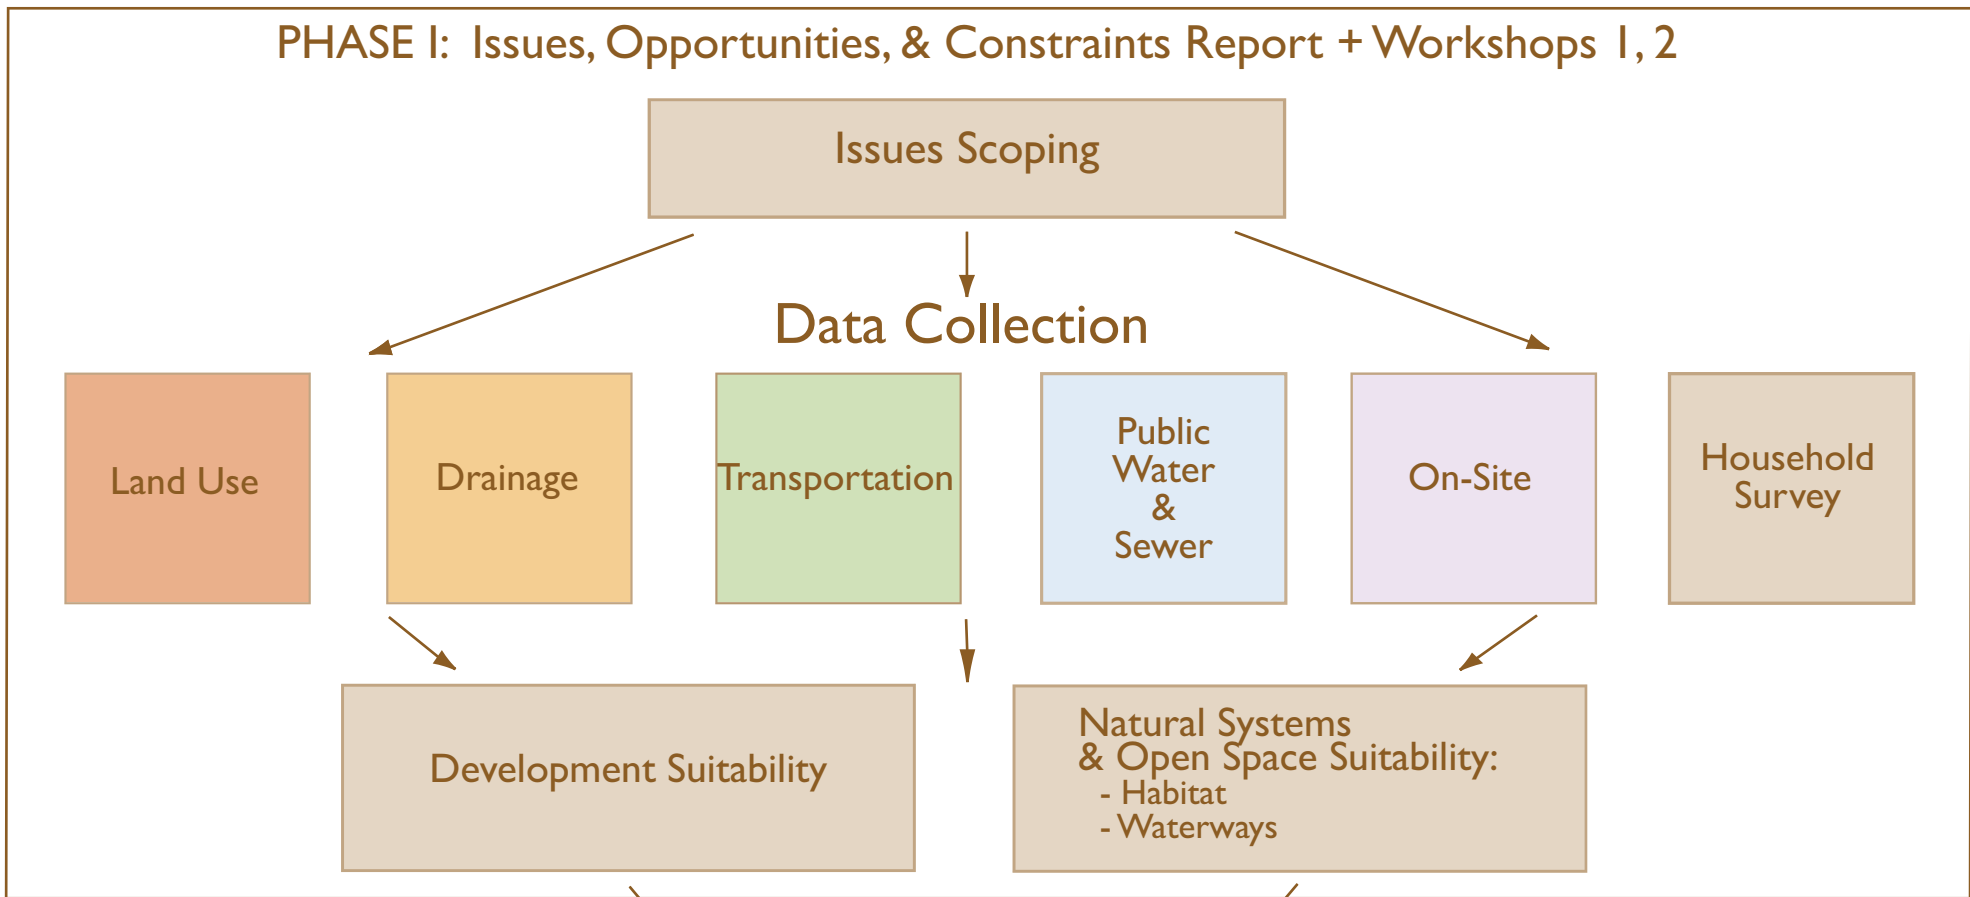 PHASE I: Issues, Opportunities, & Constraints Report + Workshops 1, 2
Issues Scoping
Data Collection
Land Use
Drainage
Transportation
Public
Water
&
Sewer
On-Site
Household
Survey
Development Suitability
Natural Systems
& Open Space Suitability:
- Habitat
- Waterways